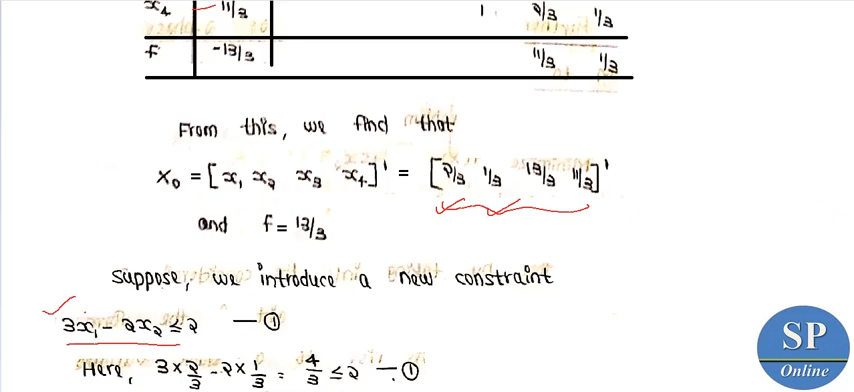 x₄ 11/3 1 2/3 1/3
f -13/3 11/3 1/3
From this, we find that
X₀ = [x₁ x₂ x₃ x₄]' = [2/3 1/3 13/3 11/3]'
and f = 13/3
Suppose, we introduce a new constraint
3x₁ - 2x₂ ≤ 2 — ①
Here, 3 × 2/3 - 2 × 1/3 = 4/3 ≤ 2 — ①
SP
Online